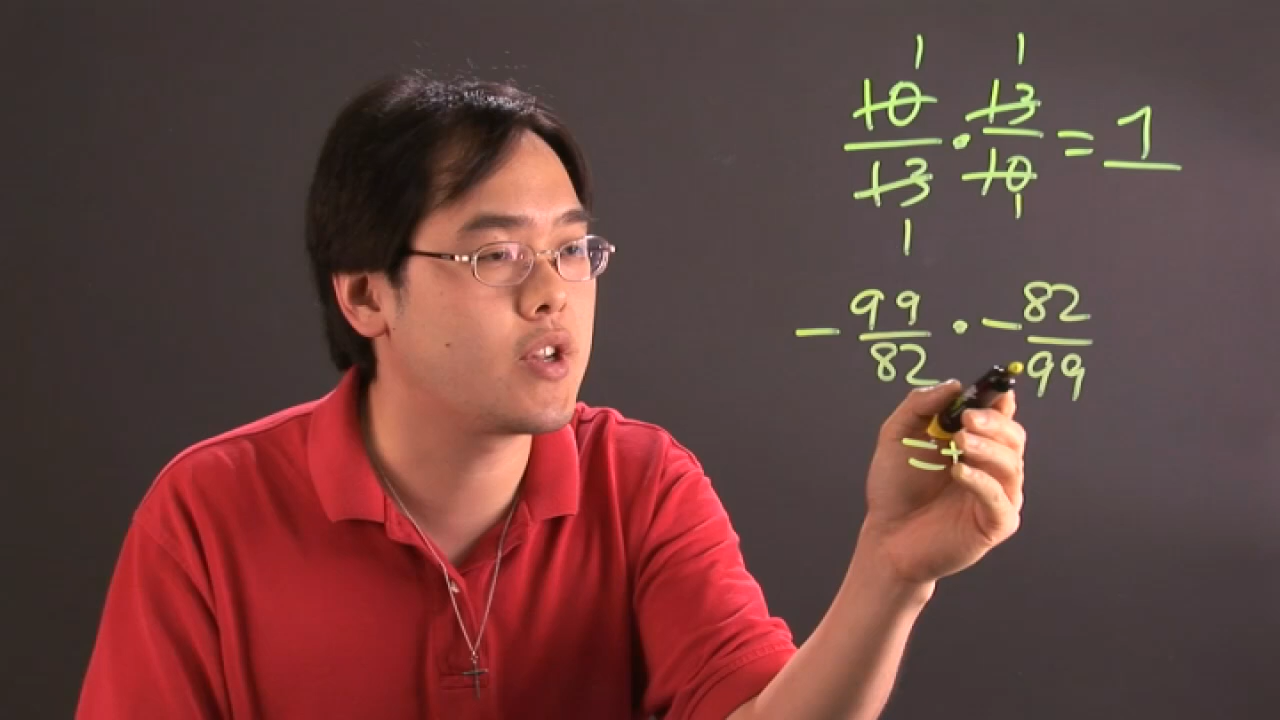 1 1
10/13 · 13/10 = 1
1 1
- 99/82 · - 82/99
= +